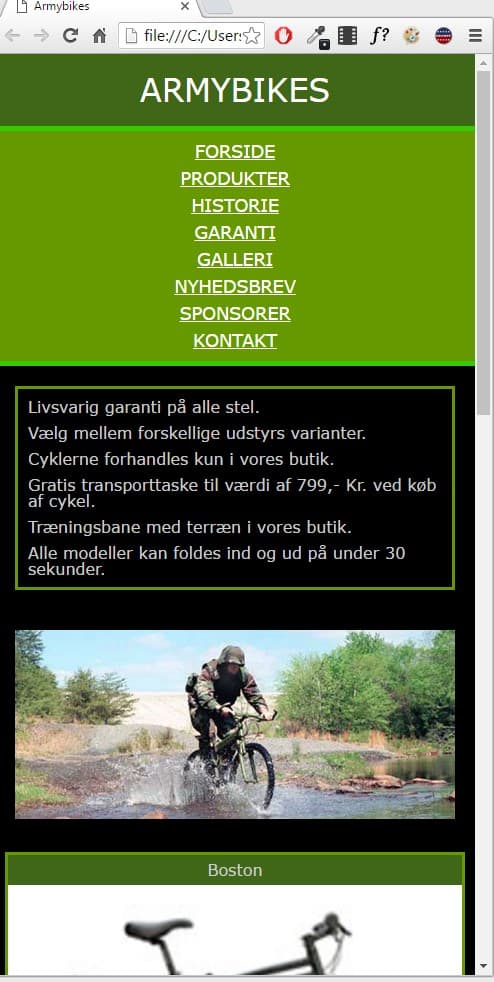 Armybikes
file:///C:/User:
f?
ARMYBIKES
FORSIDE
PRODUKTER
HISTORIE
GARANTI
GALLERI
NYHEDSBREV
SPONSORER
KONTAKT
Livsvarig garanti på alle stel.
Vælg mellem forskellige udstyrs varianter.
Cyklerne forhandles kun i vores butik.
Gratis transporttaske til værdi af 799,- Kr. ved køb
af cykel.
Træningsbane med terræn i vores butik.
Alle modeller kan foldes ind og ud på under 30
sekunder.
Boston